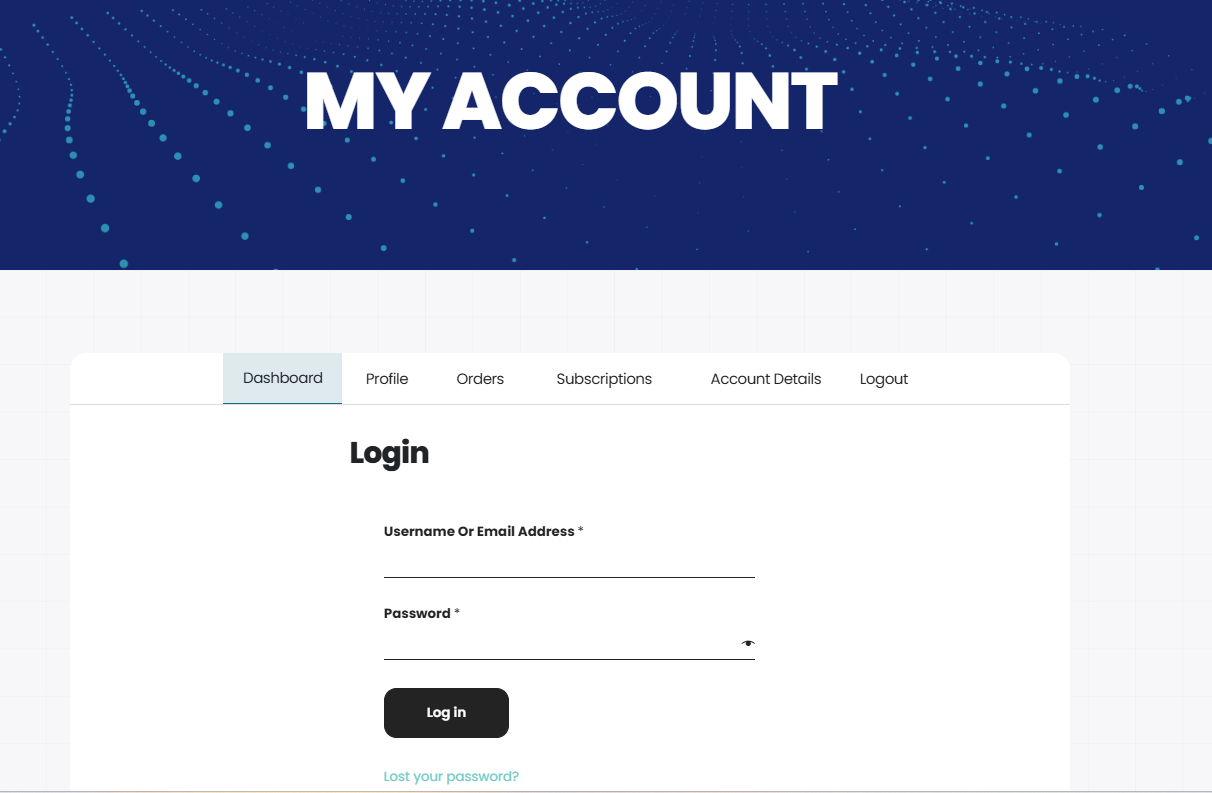 MY ACCOUNT
Dashboard Profile Orders Subscriptions Account Details Logout
Login
Username Or Email Address *
Password *
Log in
Lost your password?